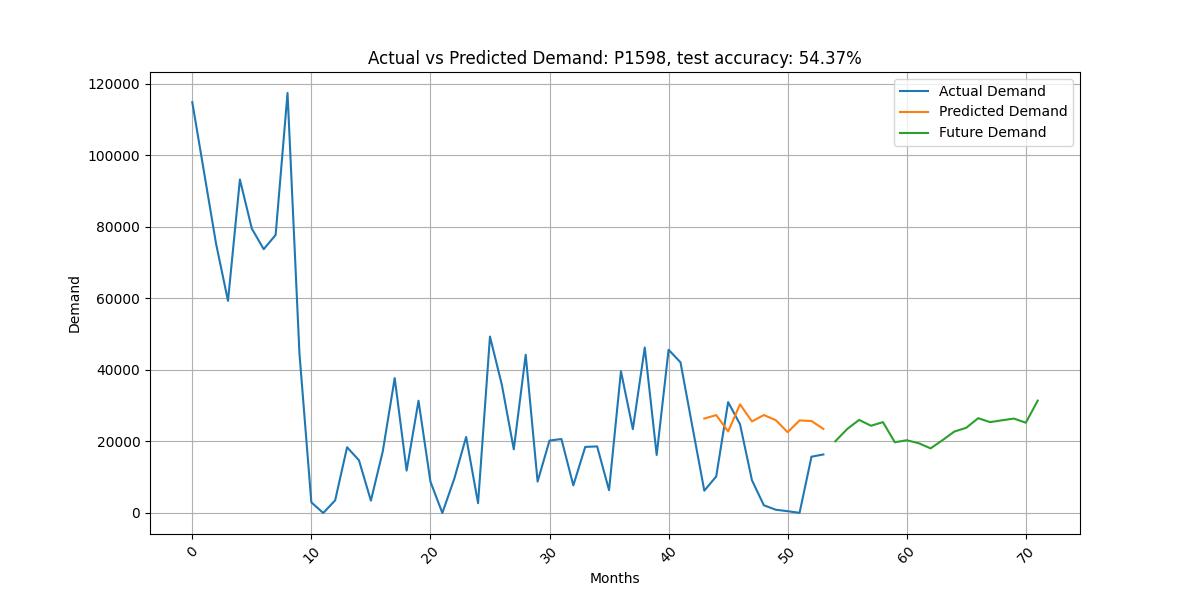 Actual vs Predicted Demand: P1598, test accuracy: 54.37%
Actual Demand
Predicted Demand
Future Demand
120000
100000
80000
60000
40000
20000
0
Demand
0
10
20
30
40
50
60
70
Months